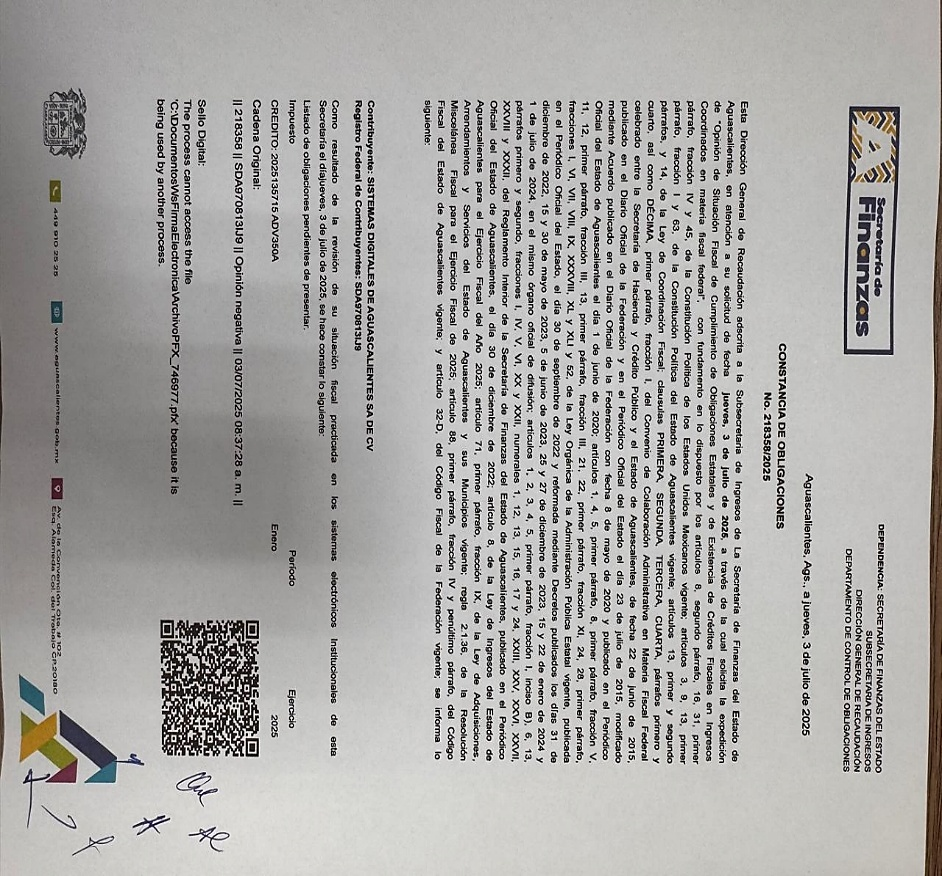 Secretaría de
Finanzas
DEPENDENCIA: SECRETARÍA DE FINANZAS DEL ESTADO
SUBSECRETARIA DE INGRESOS
DIRECCIÓN GENERAL DE RECAUDACIÓN
DEPARTAMENTO DE CONTROL DE OBLIGACIONES
Aguascalientes, Ags., a jueves, 3 de julio de 2025
CONSTANCIA DE OBLIGACIONES
No. 218358/2025
Esta Dirección General de Recaudación adscrita a la Subsecretaría de Ingresos de La Secretaría de Finanzas del Estado de
Aguascalientes, en atención a su solicitud de fecha jueves, 3 de julio de 2025, a través de la cual solicita la expedición
de "Opinión de Situación Fiscal de Cumplimiento de Obligaciones Estatales y de Existencia de Créditos Fiscales en Ingresos
Coordinados en materia fiscal federal", con fundamento en lo dispuesto por los artículos 8, segundo párrafo, 16, 31, primer
párrafo, fracción IV y 45, de la Constitución Política de los Estados Unidos Mexicanos vigente; artículos 3, 9, 13, primer
párrafo, fracción I y 63, de la Constitución Política del Estado de Aguascalientes vigente; artículos 13, primer y segundo
párrafos, y 14, de la Ley de Coordinación Fiscal; clausulas PRIMERA, SEGUNDA, TERCERA, CUARTA, párrafos primero y
cuarto, así como DÉCIMA, primer párrafo, fracción I, del Convenio de Colaboración Administrativa en Materia Fiscal Federal
celebrado entre la Secretaría de Hacienda y Crédito Público y el Estado de Aguascalientes, de fecha 22 de junio de 2015,
publicado en el Diario Oficial de la Federación y en el Periódico Oficial del Estado el día 23 de julio de 2015, modificado
mediante Acuerdo publicado en el Diario Oficial de la Federación con fecha 8 de mayo de 2020 y publicado en el Periódico
Oficial del Estado de Aguascalientes el día 1 de junio de 2020; artículos 1, 4, 5, primer párrafo, 8, primer párrafo, fracción V,
11, 12, primer párrafo, fracción III, 13, primer párrafo, fracción III, 21, 22, primer párrafo, fracción XI, 24, 28, primer párrafo,
fracciones I, VI, VII, VIII, IX, XXXVIII, XL y XLI y 52, de la Ley Orgánica de la Administración Pública Estatal vigente, publicada
en el Periódico Oficial del Estado, el día 30 de septiembre de 2022 y reformada mediante Decretos publicados los días 31 de
diciembre de 2022, 15 y 30 de mayo de 2023, 5 de junio de 2023, 25 y 27 de diciembre de 2023, 15 y 22 de enero de 2024 y
1 de julio de 2024, en el mismo órgano oficial de difusión; artículos 1, 2, 3, 4, 5, primer párrafo, fracción I, inciso B), 6, 13,
párrafos primero y segundo, fracciones I, IV, V, VI, XX y XXII, numerales 1, 12, 13, 15, 16, 17 y 24, XXIII, XXV, XXVI, XXVII,
XXVIII y XXXII, del Reglamento Interior de la Secretaría de Finanzas del Estado de Aguascalientes, publicado en el Periódico
Oficial del Estado de Aguascalientes, el día 30 de diciembre de 2022; artículo 8, de la Ley de Ingresos del Estado de
Aguascalientes para el Ejercicio Fiscal del Año 2025; artículo 71, primer párrafo, fracción IX, de la Ley de Adquisiciones,
Arrendamientos y Servicios del Estado de Aguascalientes y sus Municipios vigente; regla 2.1.36, de la Resolución
Miscelánea Fiscal para el Ejercicio Fiscal de 2025; artículo 88, primer párrafo, fracción IV y penúltimo párrafo, del Código
Fiscal del Estado de Aguascalientes vigente; y artículo 32-D, del Código Fiscal de la Federación vigente; se informa lo
siguiente:
Contribuyente: SISTEMAS DIGITALES DE AGUASCALIENTES SA DE CV
Registro Federal de Contribuyentes: SDA970813IJ9
Como resultado de la revisión de su situación fiscal practicada en los sistemas electrónicos Institucionales de esta
Secretaría el díajueves, 3 de julio de 2025, se hace constar lo siguiente:
Listado de obligaciones pendientes de presentar.
Impuesto Período Ejercicio
CREDITO: 2025135715 ADV350A Enero 2025
Cadena Original:
|| 218358 || SDA970813IJ9 || Opinión negativa || 03/07/2025 08:37:28 a. m. ||
Sello Digital:
The process cannot access the file
'C:\DocumentosWsFirmaElectronica\ArchivoPFX_746977.pfx' because it is
being used by another process.
449 910 25 25 www.aguascalientes.gob.mx Av. de la Convención Ote. # 102
Esq. Alameda Col. del Trabajo CP.20180